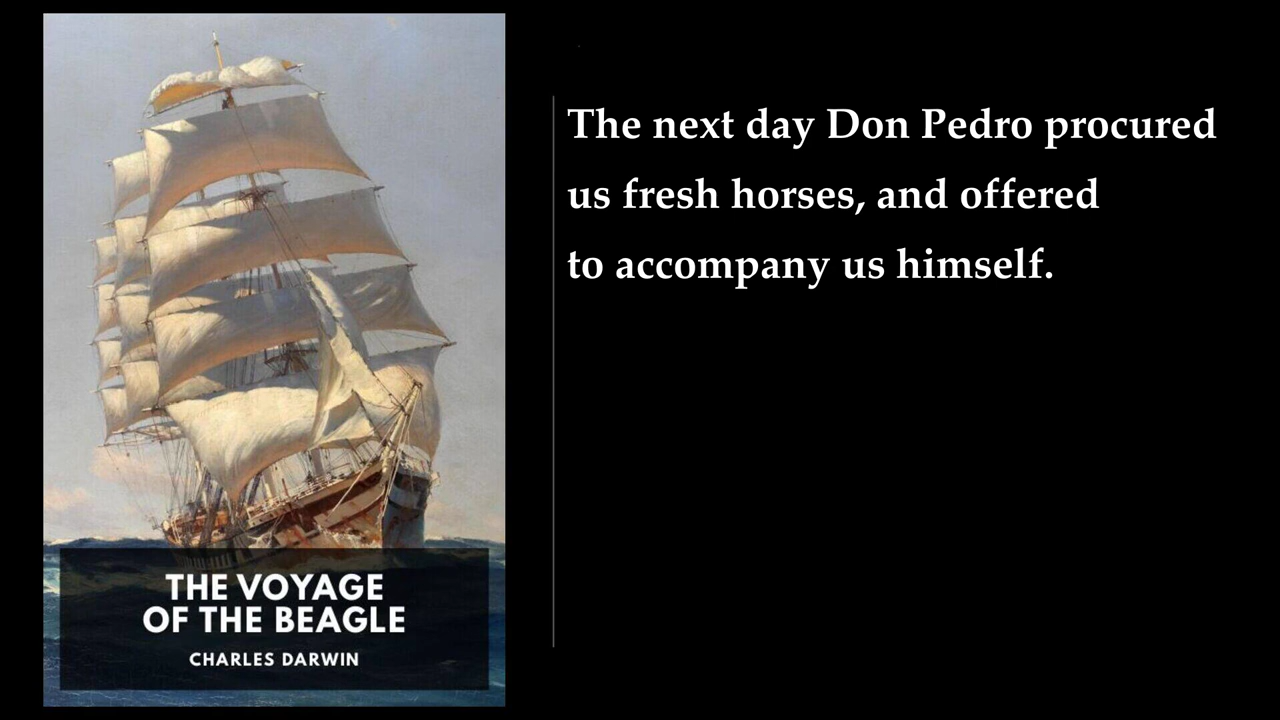 The next day Don Pedro procured
us fresh horses, and offered
to accompany us himself.
THE VOYAGE
OF THE BEAGLE
CHARLES DARWIN